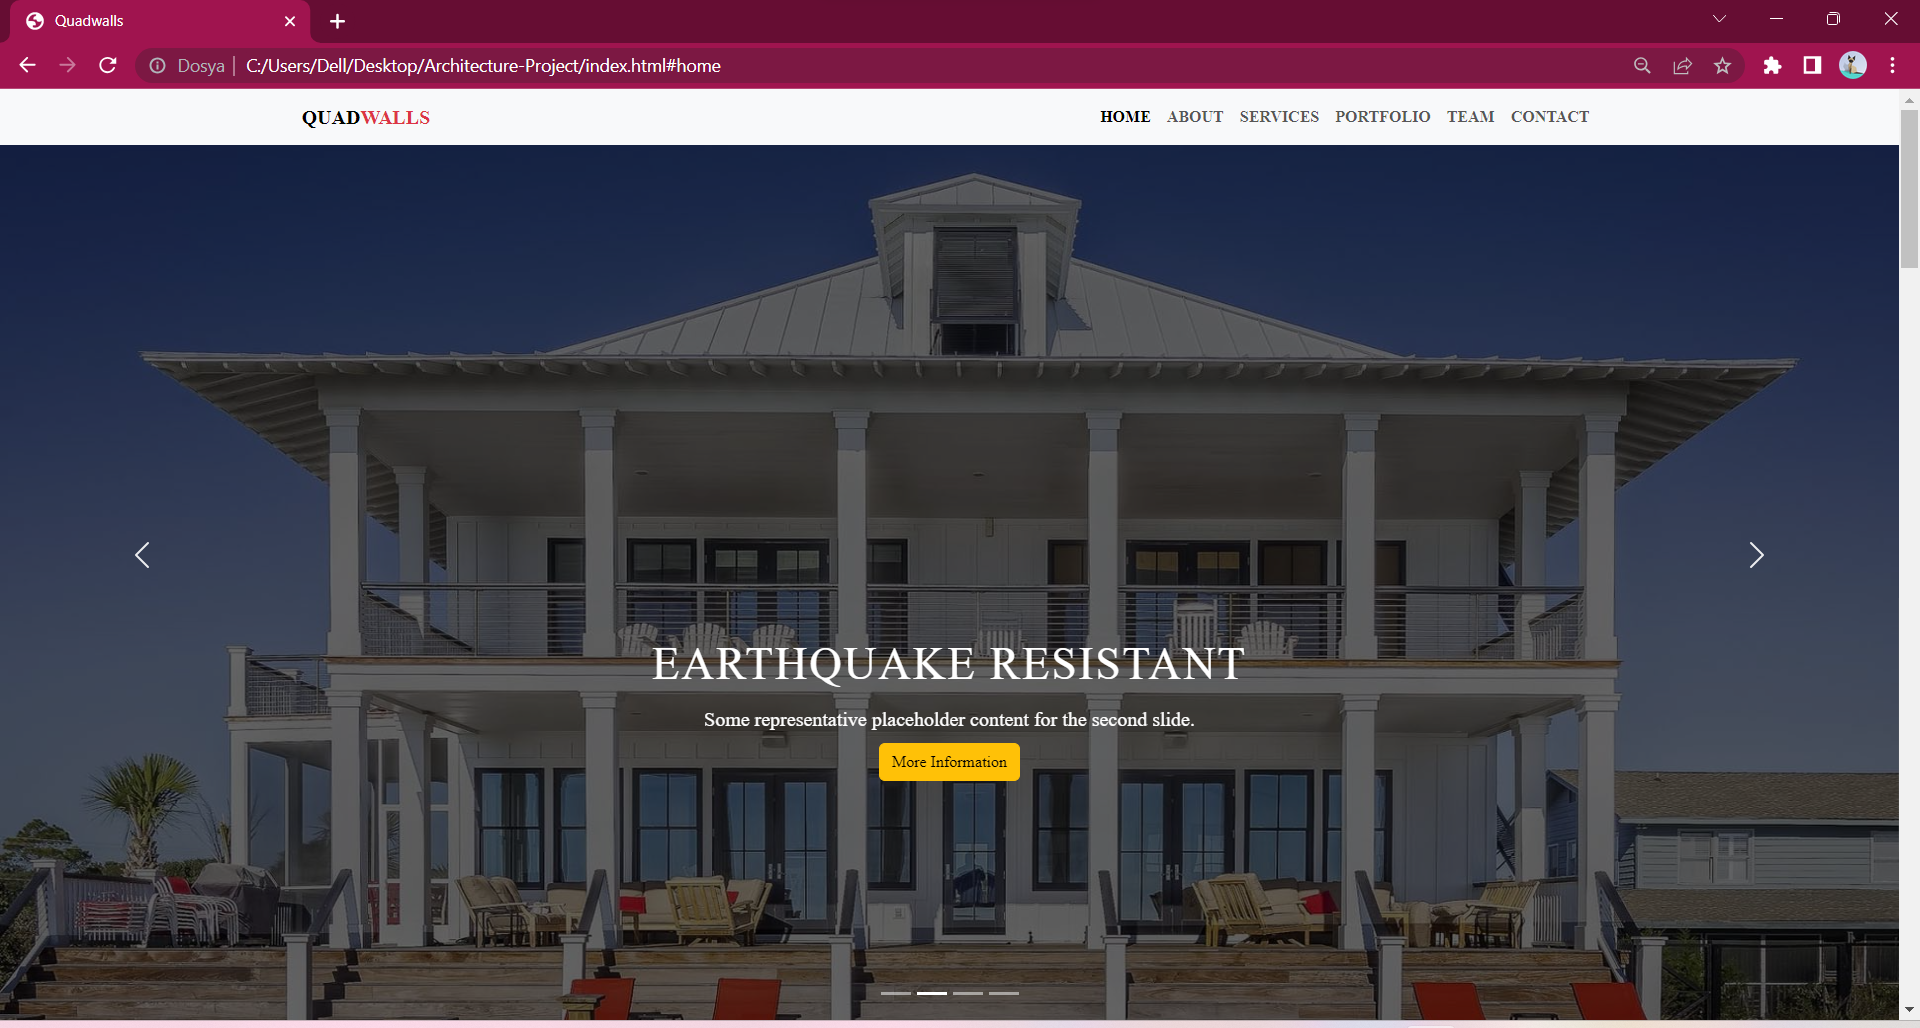 Quadwalls
Dosya | C:/Users/Dell/Desktop/Architecture-Project/index.html#home
QUADWALLS
HOME ABOUT SERVICES PORTFOLIO TEAM CONTACT
EARTHQUAKE RESISTANT
Some representative placeholder content for the second slide.
More Information